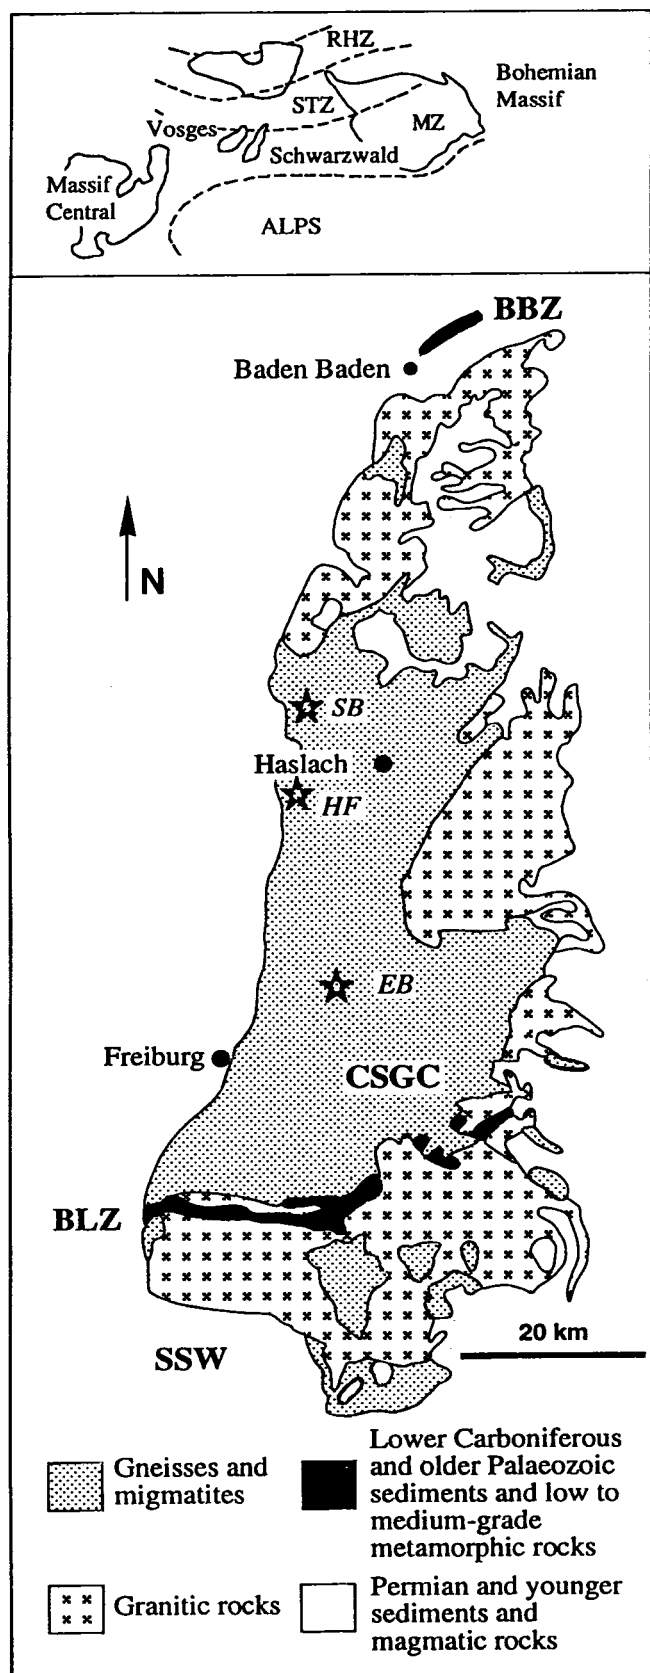 RHZ
Bohemian
Massif
STZ
MZ
Vosges
Schwarzwald
Massif
Central
ALPS
BBZ
Baden Baden
N
SB
Haslach
HF
EB
Freiburg
CSGC
BLZ
20 km
SSW
Gneisses and
migmatites
Lower Carboniferous
and older Palaeozoic
sediments and low to
medium-grade
metamorphic rocks
Granitic rocks
Permian and younger
sediments and
magmatic rocks